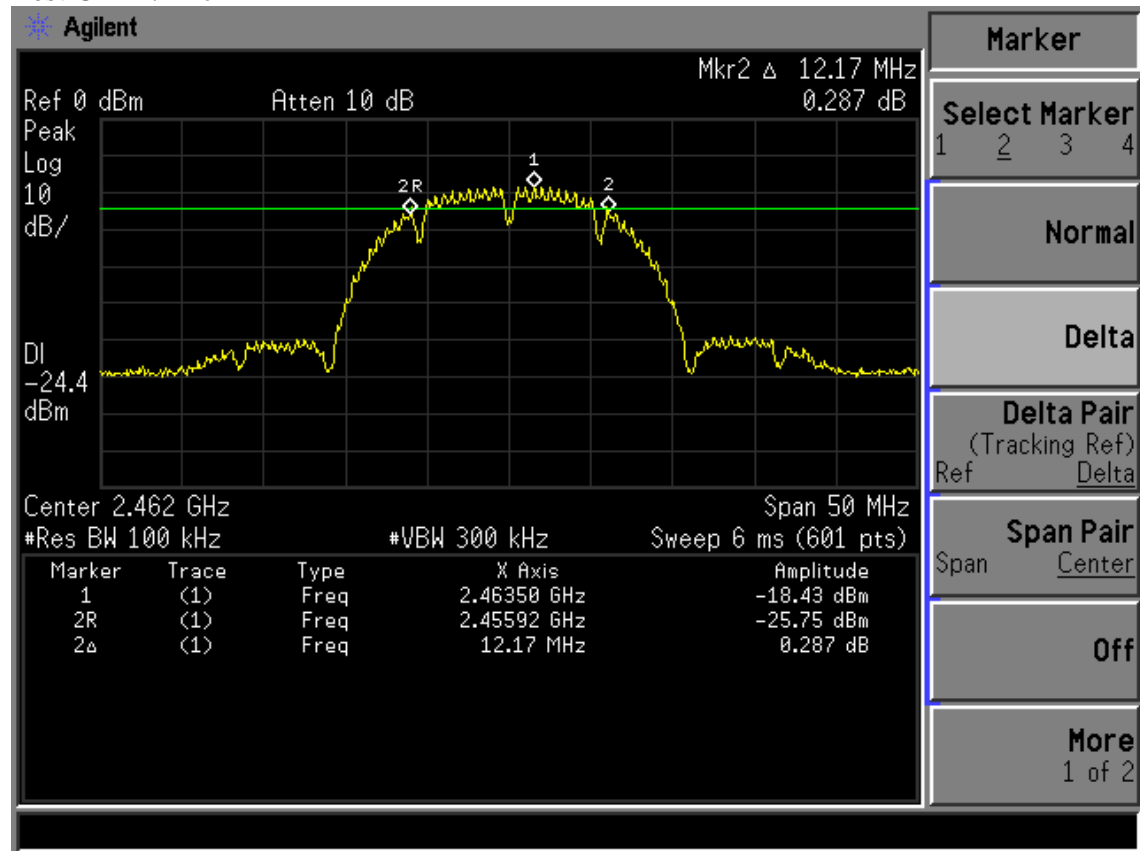 Agilent
Mkr2 Δ 12.17 MHz
Ref 0 dBm Atten 10 dB 0.287 dB
Peak
Log
10
dB/
1
2R
2
DI
-24.4
dBm
Center 2.462 GHz Span 50 MHz
#Res BW 100 kHz #VBW 300 kHz Sweep 6 ms (601 pts)
Marker Trace Type X Axis Amplitude
1 (1) Freq 2.46350 GHz -18.43 dBm
2R (1) Freq 2.45592 GHz -25.75 dBm
2Δ (1) Freq 12.17 MHz 0.287 dB
Marker
Select Marker
1 2 3 4
Normal
Delta
Delta Pair
(Tracking Ref)
Ref Delta
Span Pair
Span Center
Off
More
1 of 2